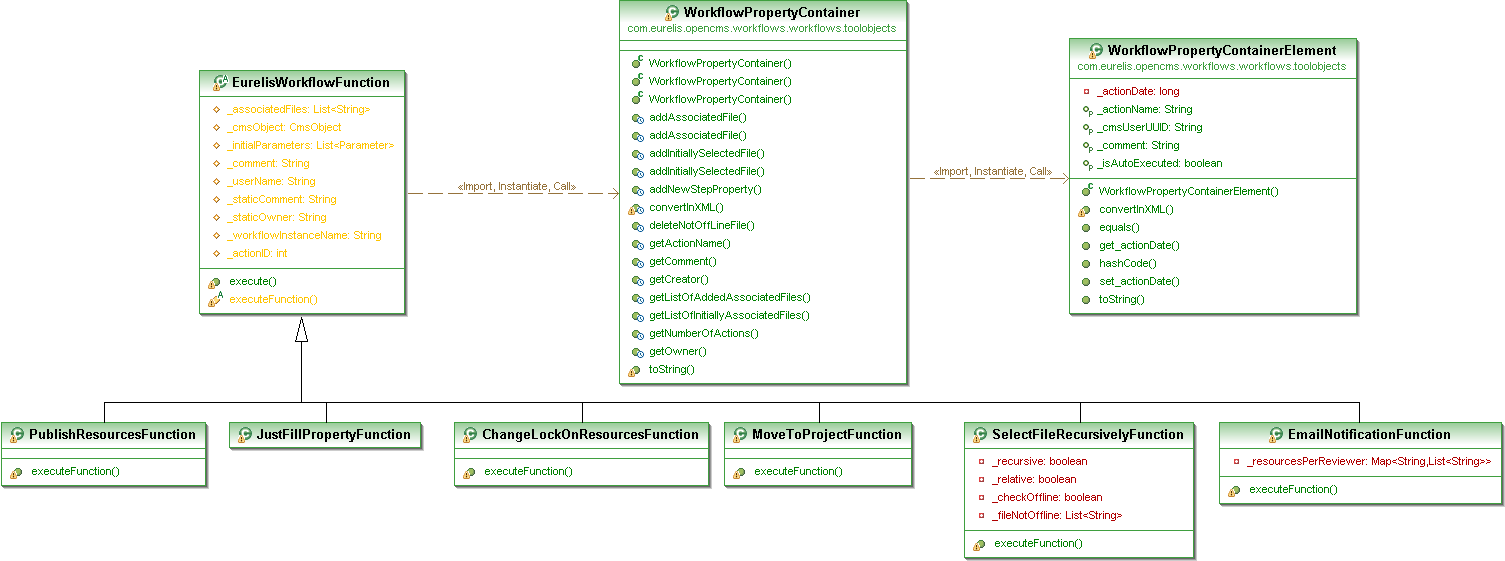 EurelisWorkflowFunction
_associatedFiles: List<String>
_cmsObject: CmsObject
_initialParameters: List<Parameter>
_comment: String
_userName: String
_staticComment: String
_staticOwner: String
_workflowInstanceName: String
_actionID: int
execute()
executeFunction()
«Import, Instantiate, Call»
WorkflowPropertyContainer
com.eurelis.opencms.workflows.workflows.toolobjects
WorkflowPropertyContainer()
WorkflowPropertyContainer()
WorkflowPropertyContainer()
addAssociatedFile()
addAssociatedFile()
addInitiallySelectedFile()
addInitiallySelectedFile()
addNewStepProperty()
convertInXML()
deleteNotOffLineFile()
getActionName()
getComment()
getCreator()
getListOfAddedAssociatedFiles()
getListOfInitiallyAssociatedFiles()
getNumberOfActions()
getOwner()
toString()
«Import, Instantiate, Call»
WorkflowPropertyContainerElement
com.eurelis.opencms.workflows.workflows.toolobjects
_actionDate: long
_actionName: String
_cmsUserUUID: String
_comment: String
_isAutoExecuted: boolean
WorkflowPropertyContainerElement()
convertInXML()
equals()
get_actionDate()
hashCode()
set_actionDate()
toString()
PublishResourcesFunction
executeFunction()
JustFillPropertyFunction
ChangeLockOnResourcesFunction
executeFunction()
MoveToProjectFunction
executeFunction()
SelectFileRecursivelyFunction
_recursive: boolean
_relative: boolean
_checkOffline: boolean
_fileNotOffline: List<String>
executeFunction()
EmailNotificationFunction
_resourcesPerReviewer: Map<String,List<String>>
executeFunction()